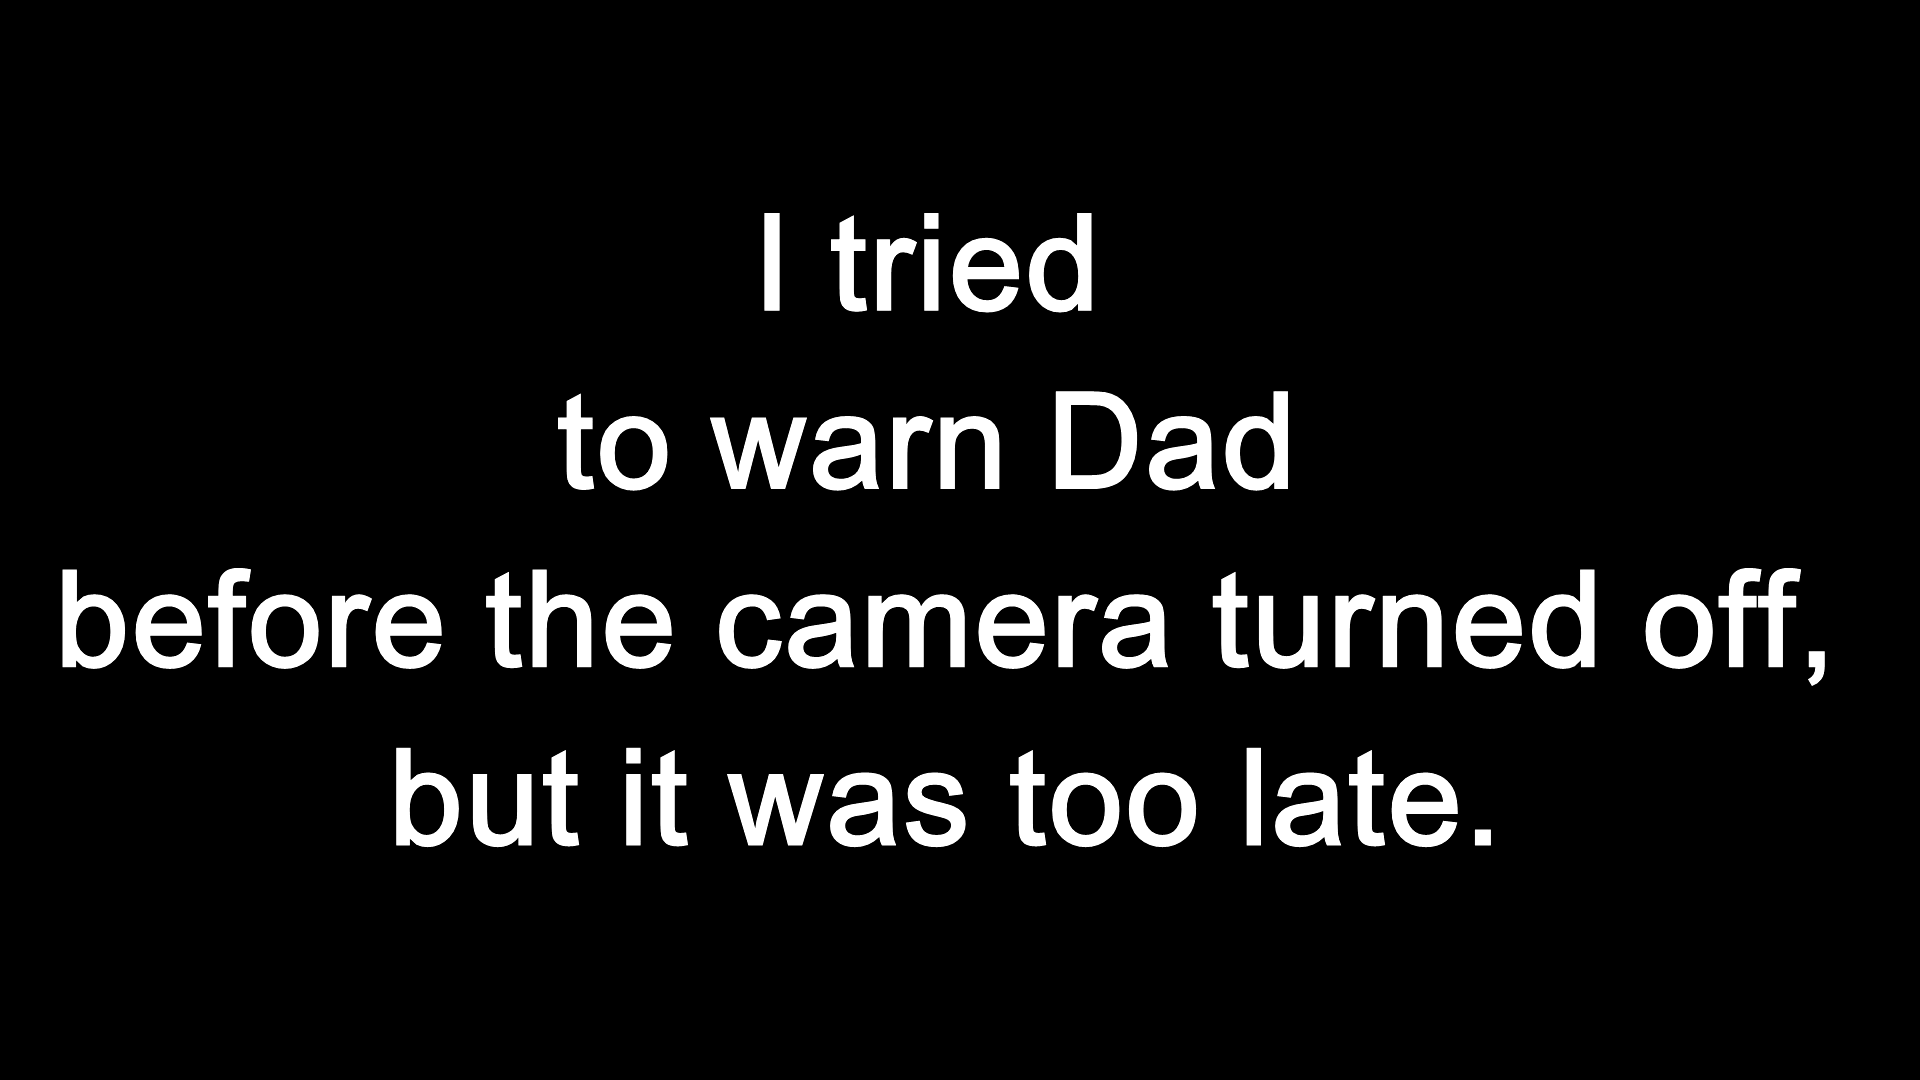 I tried
to warn Dad
before the camera turned off,
but it was too late.